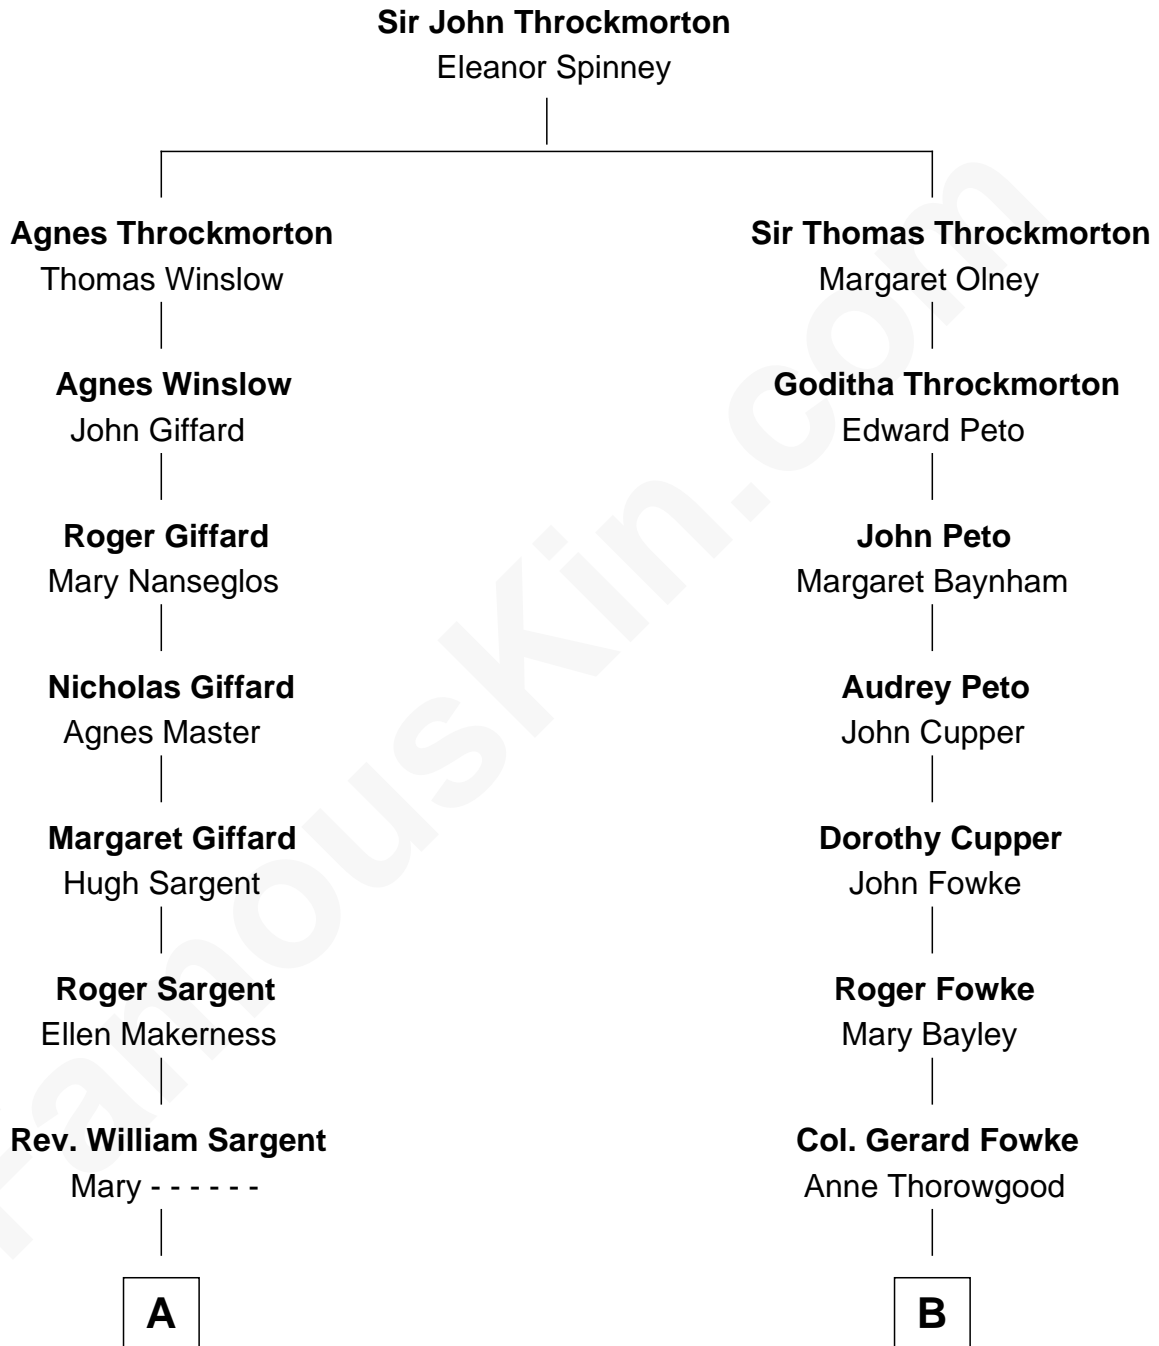 Sir John Throckmorton
Eleanor Spinney
Agnes Throckmorton
Thomas Winslow
Agnes Winslow
John Giffard
Roger Giffard
Mary Nanseglos
Nicholas Giffard
Agnes Master
Margaret Giffard
Hugh Sargent
Roger Sargent
Ellen Makerness
Rev. William Sargent
Mary - - - - - -
A
Sir Thomas Throckmorton
Margaret Olney
Goditha Throckmorton
Edward Peto
John Peto
Margaret Baynham
Audrey Peto
John Cupper
Dorothy Cupper
John Fowke
Roger Fowke
Mary Bayley
Col. Gerard Fowke
Anne Thorowgood
B
FamousKin.com